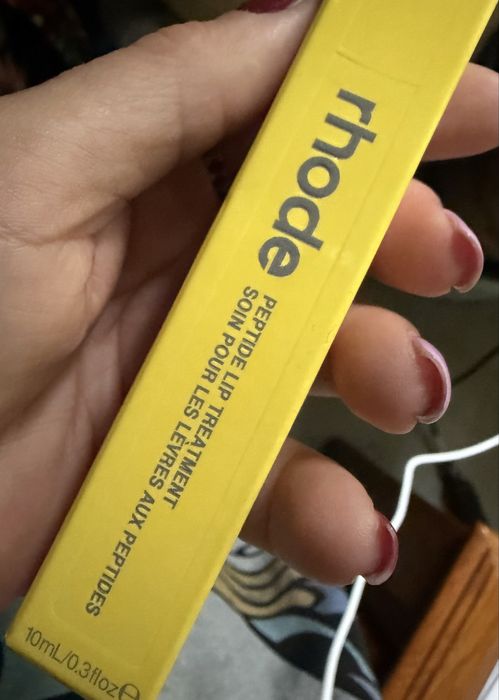 rhode
PEPTIDE LIP TREATMENT
SOIN POUR LES LÈVRES AUX PEPTIDES
10mL/0.3floz℮